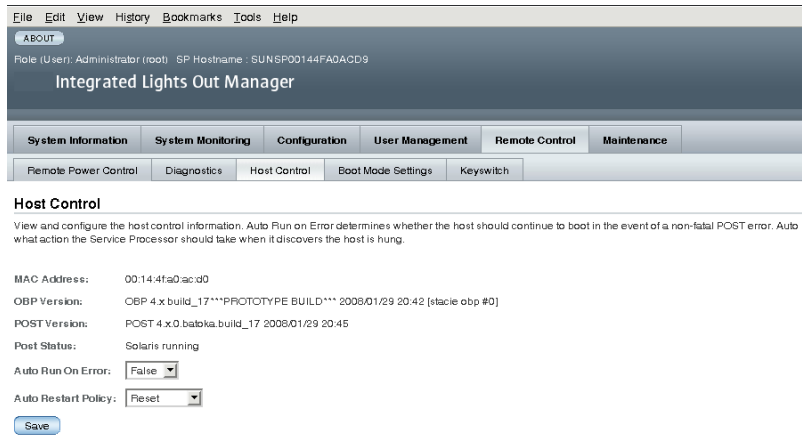 File Edit View History Bookmarks Tools Help
ABOUT
Role (User): Administrator (root) SP Hostname : SUNSP00144FA0ACD9
Integrated Lights Out Manager
System Information System Monitoring Configuration User Management Remote Control Maintenance
Remote Power Control Diagnostics Host Control Boot Mode Settings Keyswitch
Host Control
View and configure the host control information. Auto Run on Error determines whether the host should continue to boot in the event of a non-fatal POST error. Auto
what action the Service Processor should take when it discovers the host is hung.
MAC Address: 00:14:4f:a0:ac:d0
OBP Version: OBP 4.x build_17***PROTOTYPE BUILD*** 2008/01/29 20:42 [stacie obp #0]
POST Version: POST 4.x.0.batoka.build_17 2008/01/29 20:45
Post Status: Solaris running
Auto Run On Error: False
Auto Restart Policy: Reset
Save